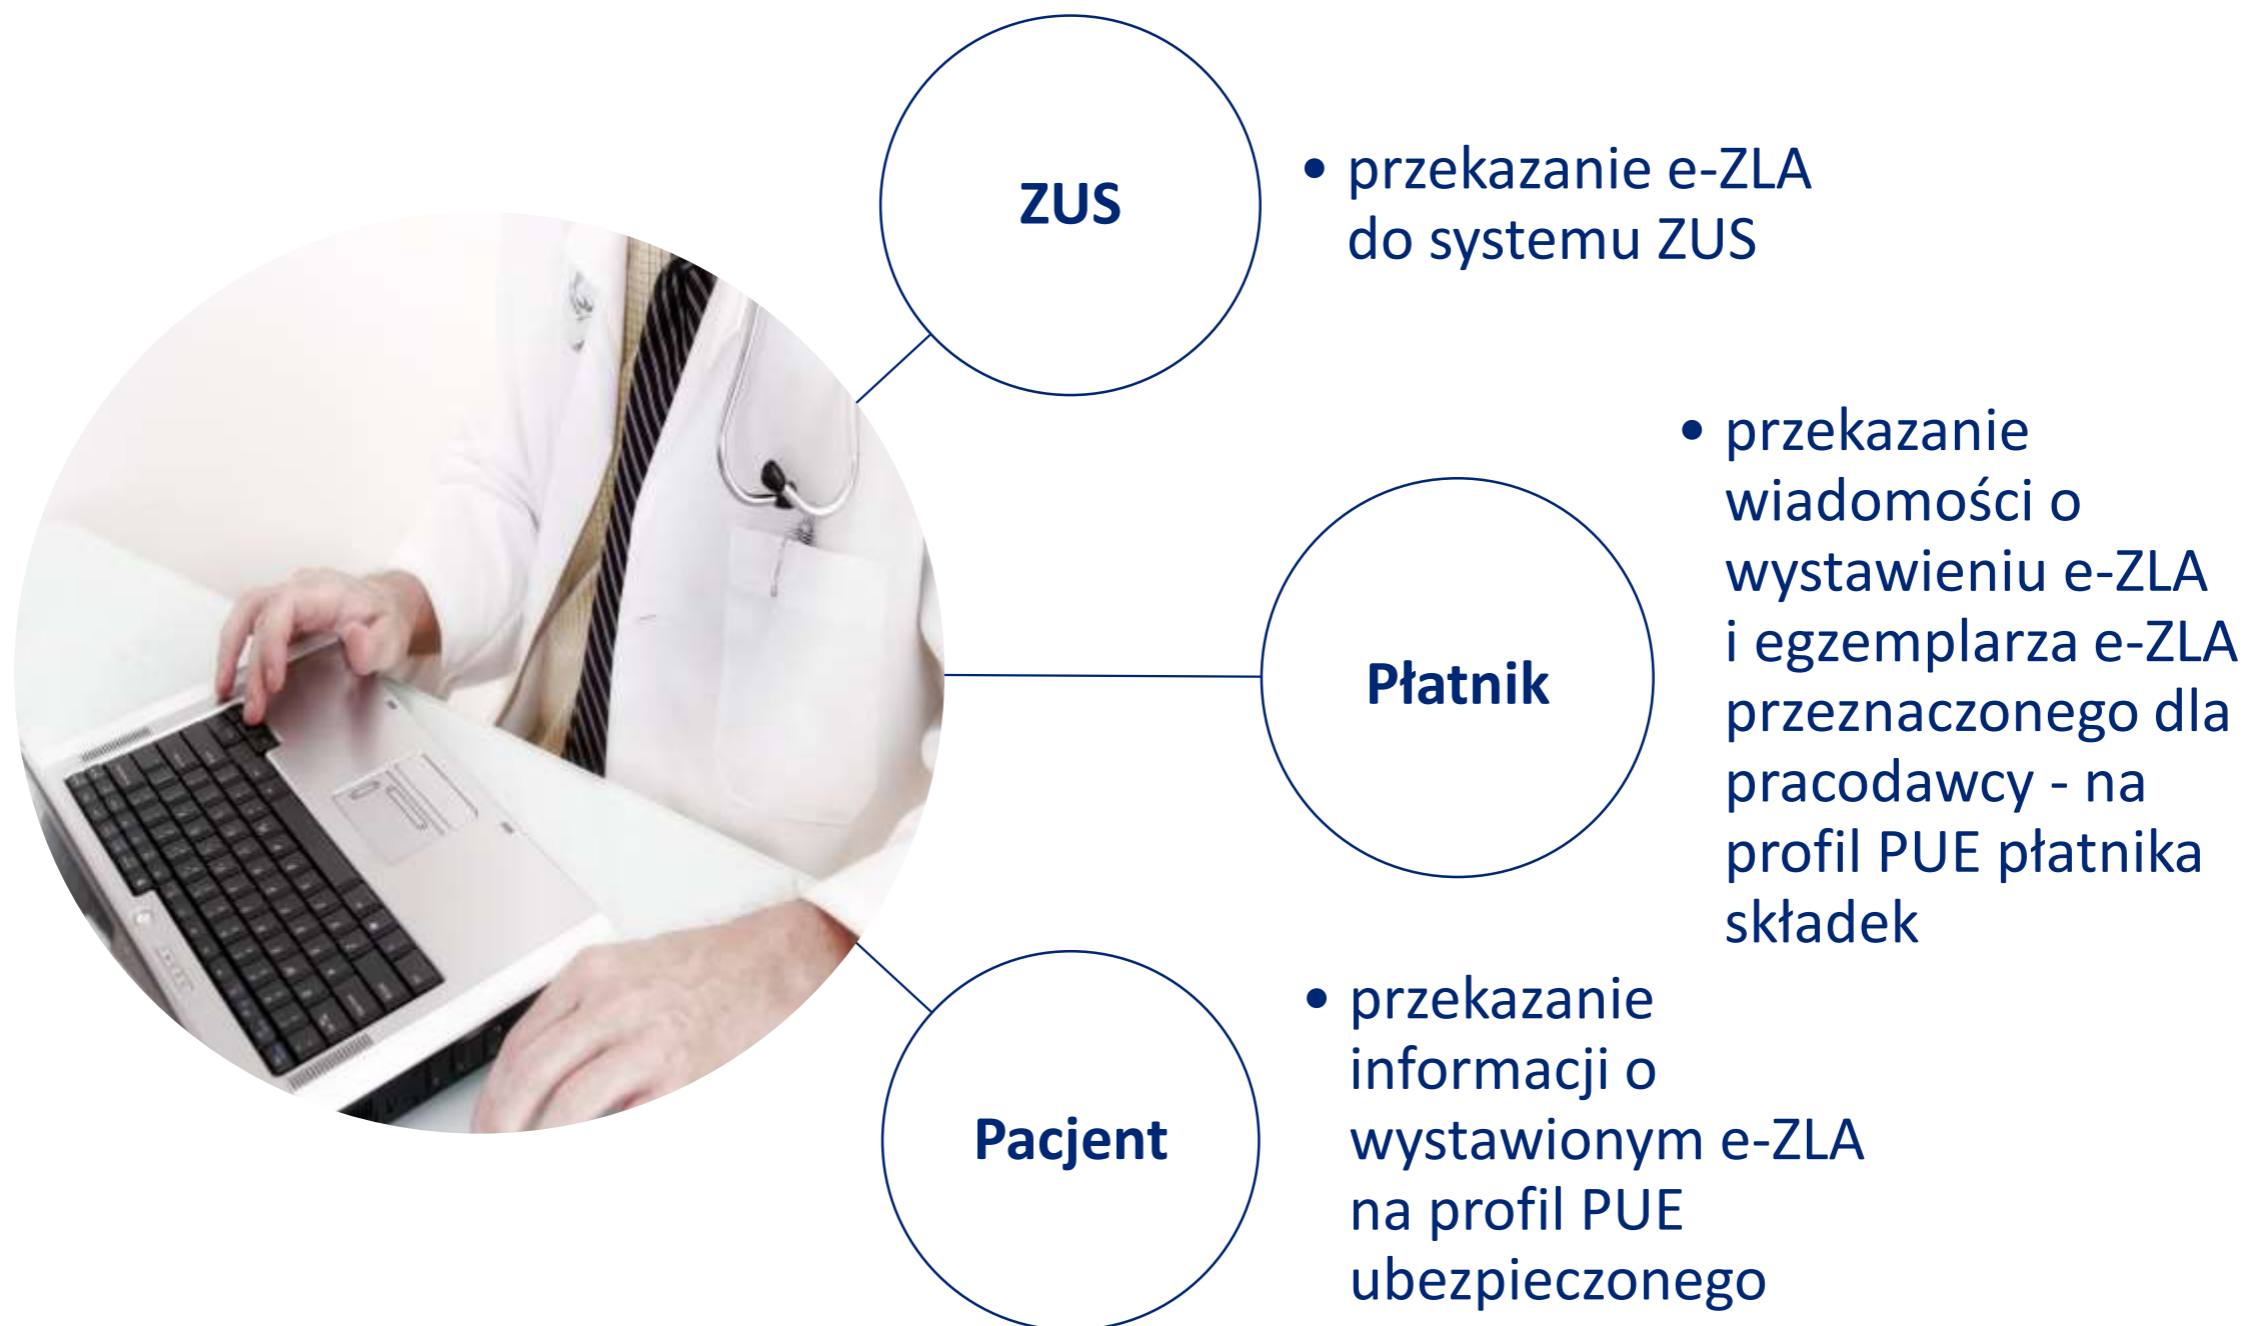 ZUS
• przekazanie e-ZLA
do systemu ZUS
Płatnik
• przekazanie
wiadomości o
wystawieniu e-ZLA
i egzemplarza e-ZLA
przeznaczonego dla
pracodawcy - na
profil PUE płatnika
składek
Pacjent
• przekazanie
informacji o
wystawionym e-ZLA
na profil PUE
ubezpieczonego